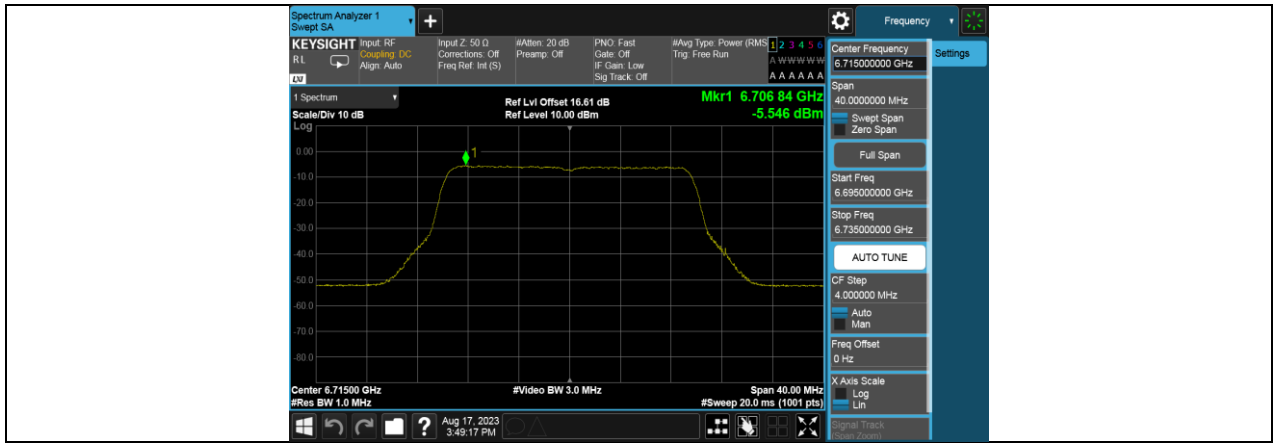 Spectrum Analyzer 1
Swept SA
+
Frequency
KEYSIGHT
RL
LXI
Input: RF
Coupling: DC
Align: Auto
Input Z: 50 Ω
Corrections: Off
Freq Ref: Int (S)
#Atten: 20 dB
Preamp: Off
PNO: Fast
Gate: Off
IF Gain: Low
Sig Track: Off
#Avg Type: Power (RMS
Trig: Free Run
1 2 3 4 5 6
A W W W W W
A A A A A A
1 Spectrum
Scale/Div 10 dB
Log
Ref Lvl Offset 16.61 dB
Ref Level 10.00 dBm
Mkr1 6.706 84 GHz
-5.546 dBm
1
0.00
-10.0
-20.0
-30.0
-40.0
-50.0
-60.0
-70.0
-80.0
Center 6.71500 GHz
#Res BW 1.0 MHz
#Video BW 3.0 MHz
Span 40.00 MHz
#Sweep 20.0 ms (1001 pts)
?
Aug 17, 2023
3:49:17 PM
Settings
Center Frequency
6.715000000 GHz
Span
40.0000000 MHz
Swept Span
Zero Span
Full Span
Start Freq
6.695000000 GHz
Stop Freq
6.735000000 GHz
AUTO TUNE
CF Step
4.000000 MHz
Auto
Man
Freq Offset
0 Hz
X Axis Scale
Log
Lin
Signal Track
(Span Zoom)